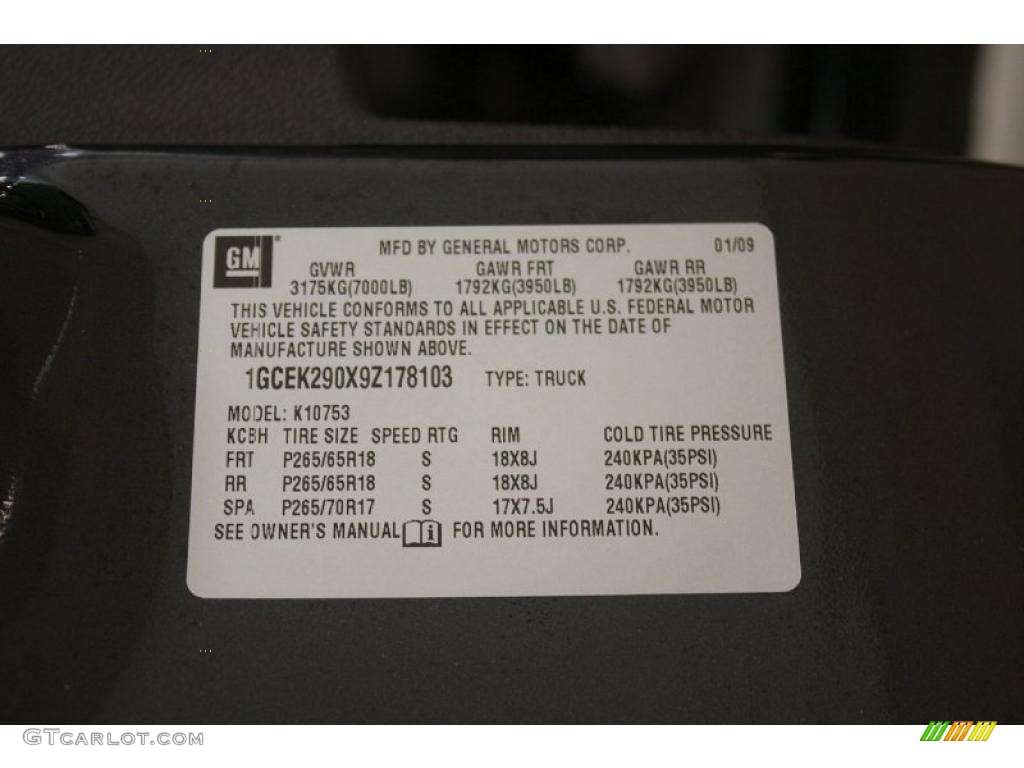 GM
MFD BY GENERAL MOTORS CORP. 01/09
GVWR GAWR FRT GAWR RR
3175KG(7000LB) 1792KG(3950LB) 1792KG(3950LB)
THIS VEHICLE CONFORMS TO ALL APPLICABLE U.S. FEDERAL MOTOR
VEHICLE SAFETY STANDARDS IN EFFECT ON THE DATE OF
MANUFACTURE SHOWN ABOVE.
1GCEK290X9Z178103 TYPE: TRUCK
MODEL: K10753
KCBH TIRE SIZE SPEED RTG RIM COLD TIRE PRESSURE
FRT P265/65R18 S 18X8J 240KPA(35PSI)
RR P265/65R18 S 18X8J 240KPA(35PSI)
SPA P265/70R17 S 17X7.5J 240KPA(35PSI)
SEE OWNER'S MANUAL i FOR MORE INFORMATION.
GTCARLOT.COM